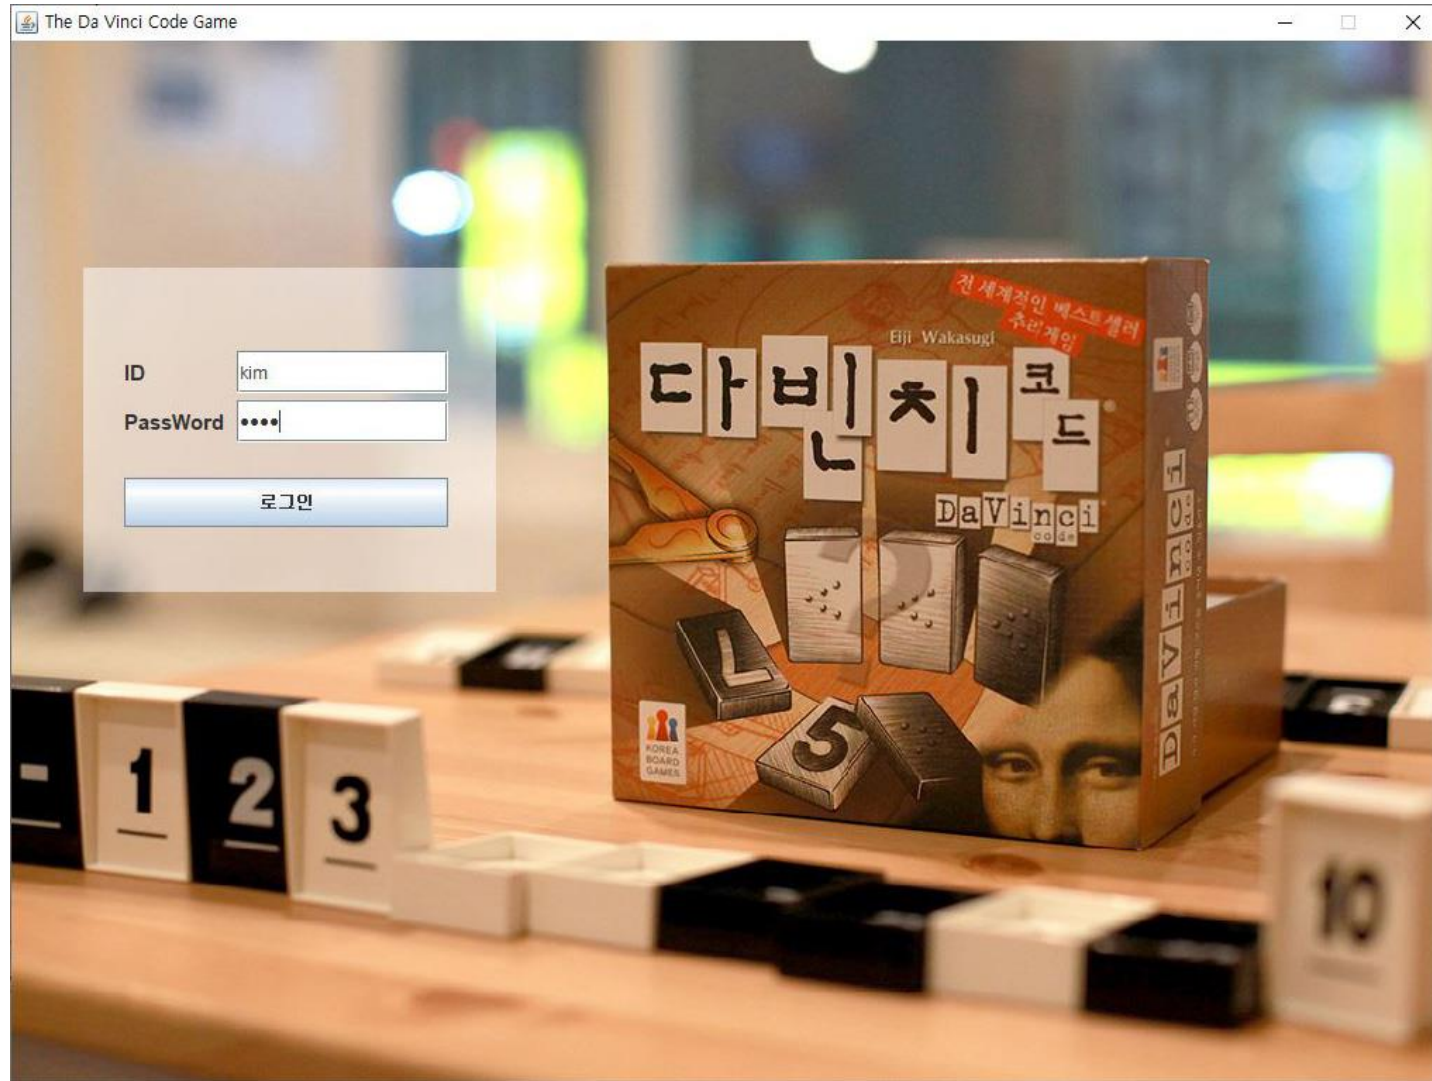 The Da Vinci Code Game
ID
kim
PassWord
로그인
전 세계적인 베스트셀러
추리게임
Eiji Wakasugi
다빈치
코드
DaVinci
code
DaVinci
code
1
2
3
L
5
KOREA
BOARD
GAMES
10